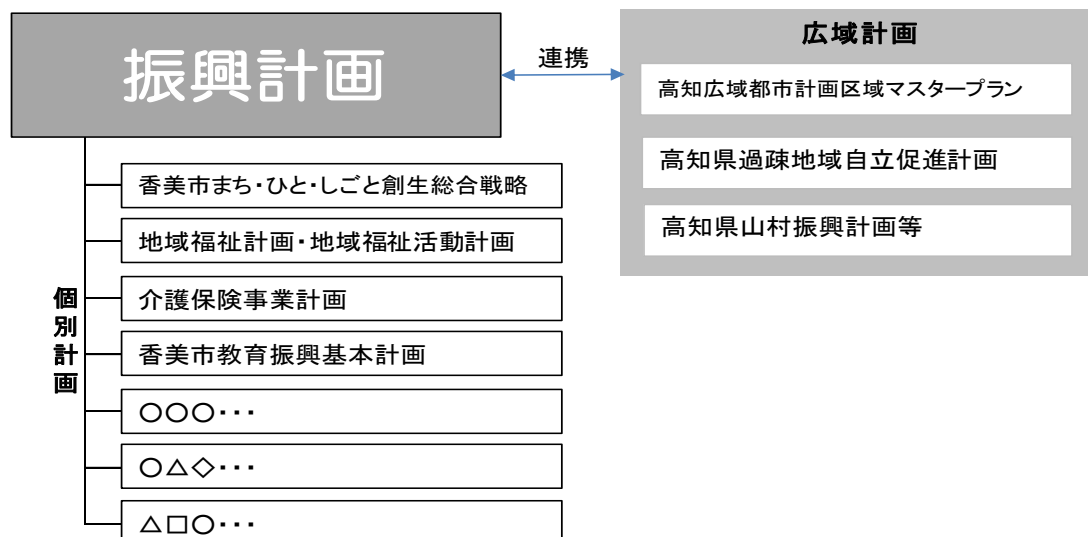 振興計画
連携
広域計画
高知広域都市計画区域マスタープラン
高知県過疎地域自立促進計画
高知県山村振興計画等
個別計画
香美市まち・ひと・しごと創生総合戦略
地域福祉計画・地域福祉活動計画
介護保険事業計画
香美市教育振興基本計画
〇〇〇・・・
〇△◇・・・
△□〇・・・